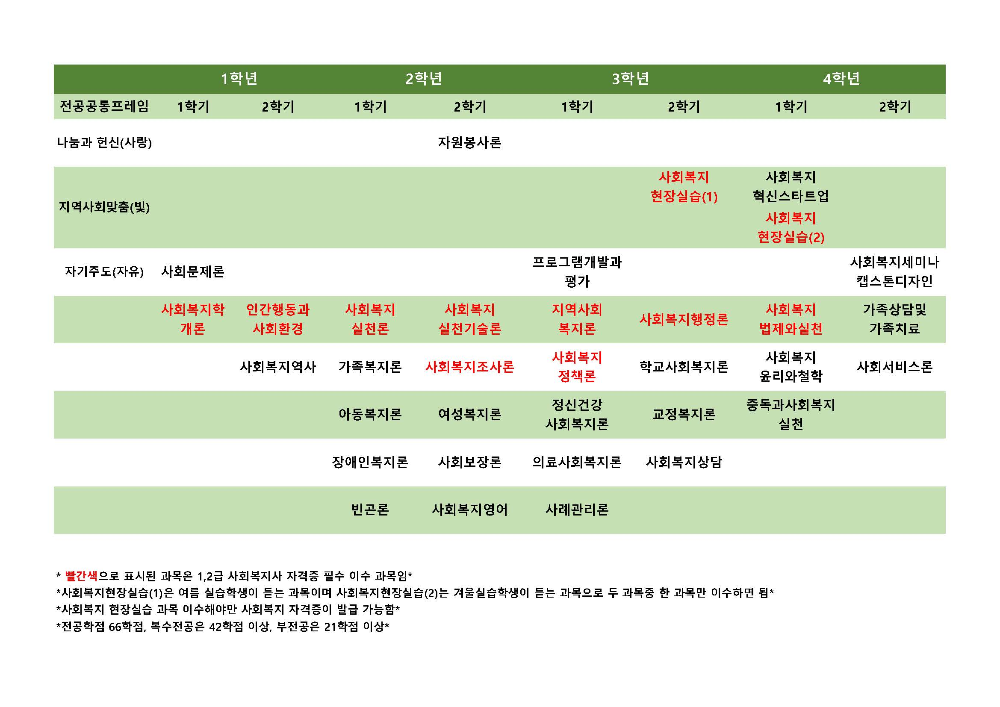 1학년 2학년 3학년 4학년
전공공통프레임 1학기 2학기 1학기 2학기 1학기 2학기 1학기 2학기
나눔과 헌신(사랑) 자원봉사론
지역사회맞춤(빛)
사회복지
현장실습(1)
사회복지
혁신스타트업
사회복지
현장실습(2)
자기주도(자유) 사회문제론
프로그램개발과
평가
사회복지세미나
캡스톤디자인
사회복지학
개론
인간행동과
사회환경
사회복지
실천론
사회복지
실천기술론
지역사회
복지론
사회복지행정론
사회복지
법제와실천
가족상담및
가족치료
사회복지역사
가족복지론
사회복지조사론
사회복지
정책론
학교사회복지론
사회복지
윤리와철학
사회서비스론
아동복지론
여성복지론
정신건강
사회복지론
교정복지론
중독과사회복지
실천
장애인복지론 사회보장론 의료사회복지론 사회복지상담
빈곤론 사회복지영어 사례관리론
* 빨간색으로 표시된 과목은 1,2급 사회복지사 자격증 필수 이수 과목임*
*사회복지현장실습(1)은 여름 실습학생이 듣는 과목이며 사회복지현장실습(2)는 겨울실습학생이 듣는 과목으로 두 과목중 한 과목만 이수하면 됨*
*사회복지 현장실습 과목 이수해야만 사회복지 자격증이 발급 가능함*
*전공학점 66학점, 복수전공은 42학점 이상, 부전공은 21학점 이상*